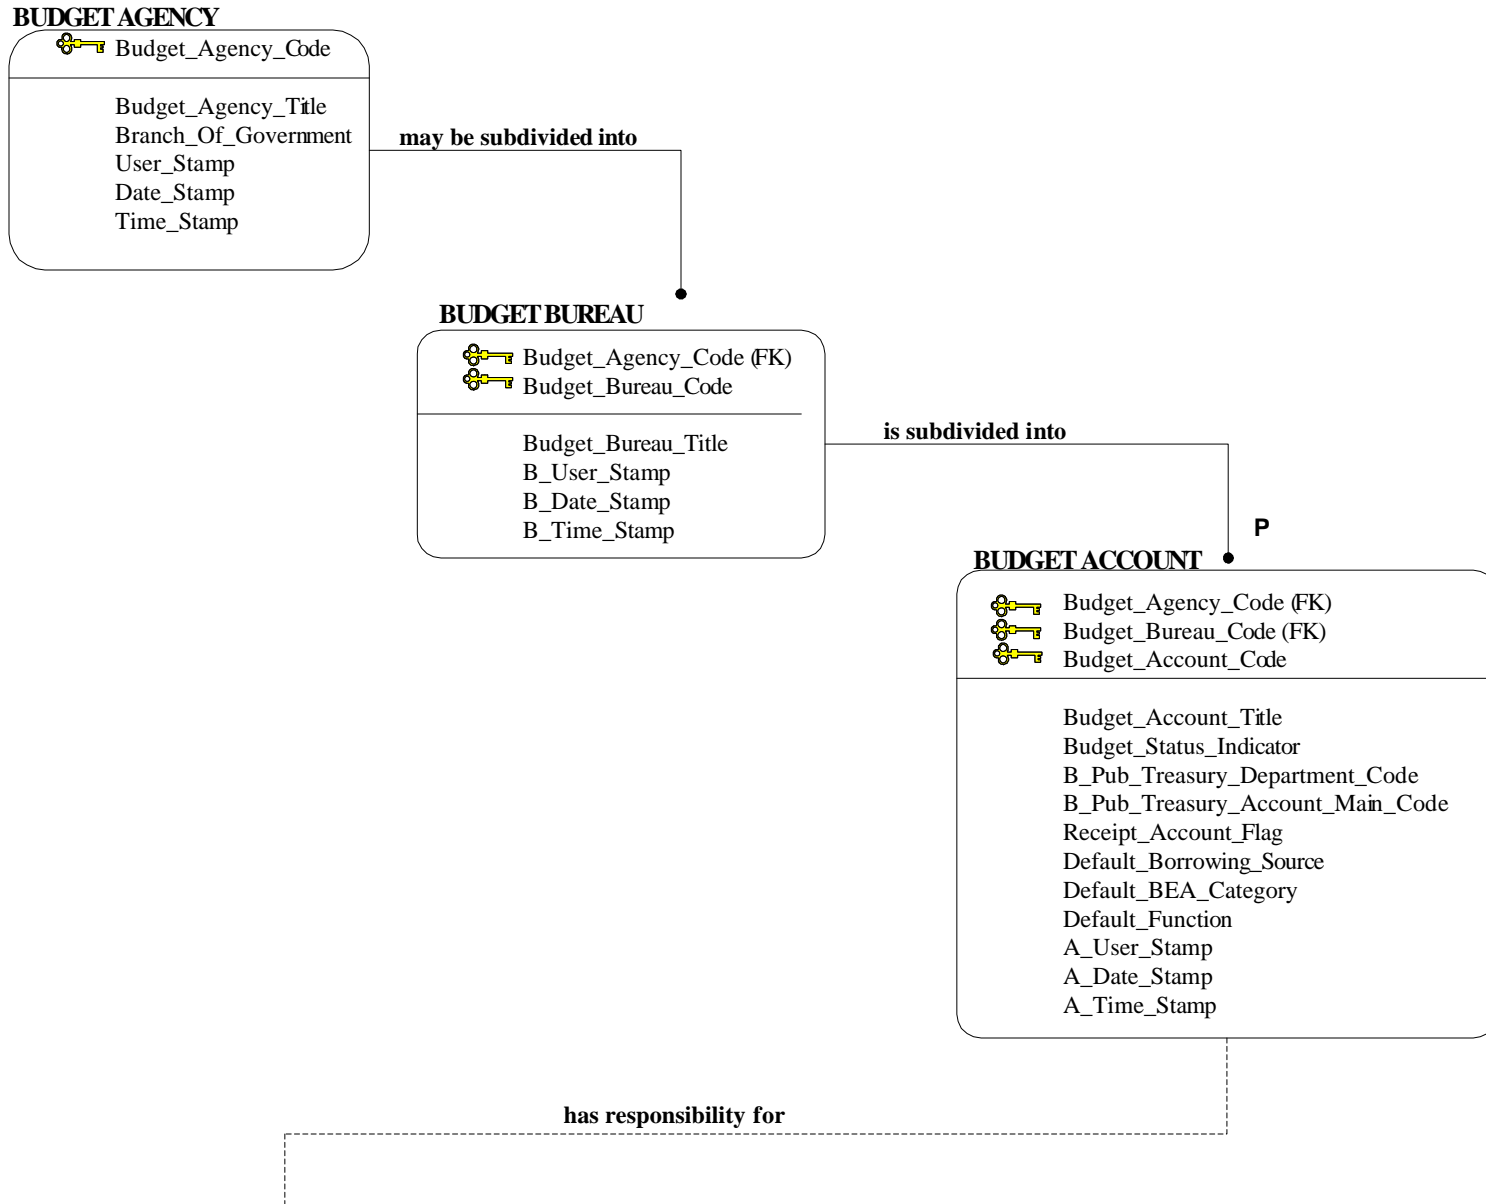 BUDGET AGENCY
Budget_Agency_Code
Budget_Agency_Title
Branch_Of_Government
User_Stamp
Date_Stamp
Time_Stamp
may be subdivided into
BUDGET BUREAU
Budget_Agency_Code (FK)
Budget_Bureau_Code
Budget_Bureau_Title
B_User_Stamp
B_Date_Stamp
B_Time_Stamp
is subdivided into
P
BUDGET ACCOUNT
Budget_Agency_Code (FK)
Budget_Bureau_Code (FK)
Budget_Account_Code
Budget_Account_Title
Budget_Status_Indicator
B_Pub_Treasury_Department_Code
B_Pub_Treasury_Account_Main_Code
Receipt_Account_Flag
Default_Borrowing_Source
Default_BEA_Category
Default_Function
A_User_Stamp
A_Date_Stamp
A_Time_Stamp
has responsibility for